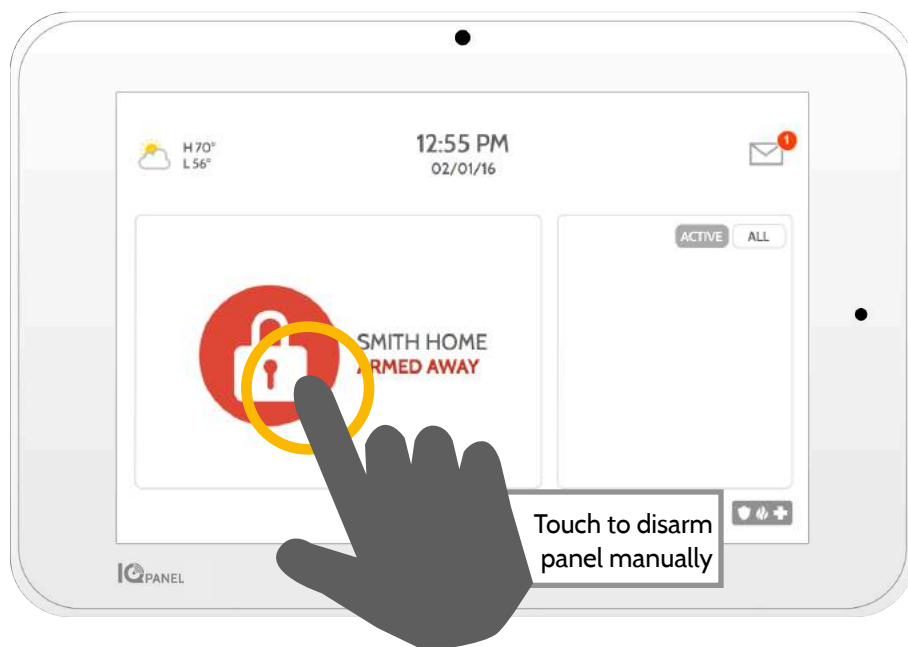 H 70°
L 56°
12:55 PM
02/01/16
1
ACTIVE
ALL
SMITH HOME
ARMED AWAY
Touch to disarm
panel manually
IQ PANEL